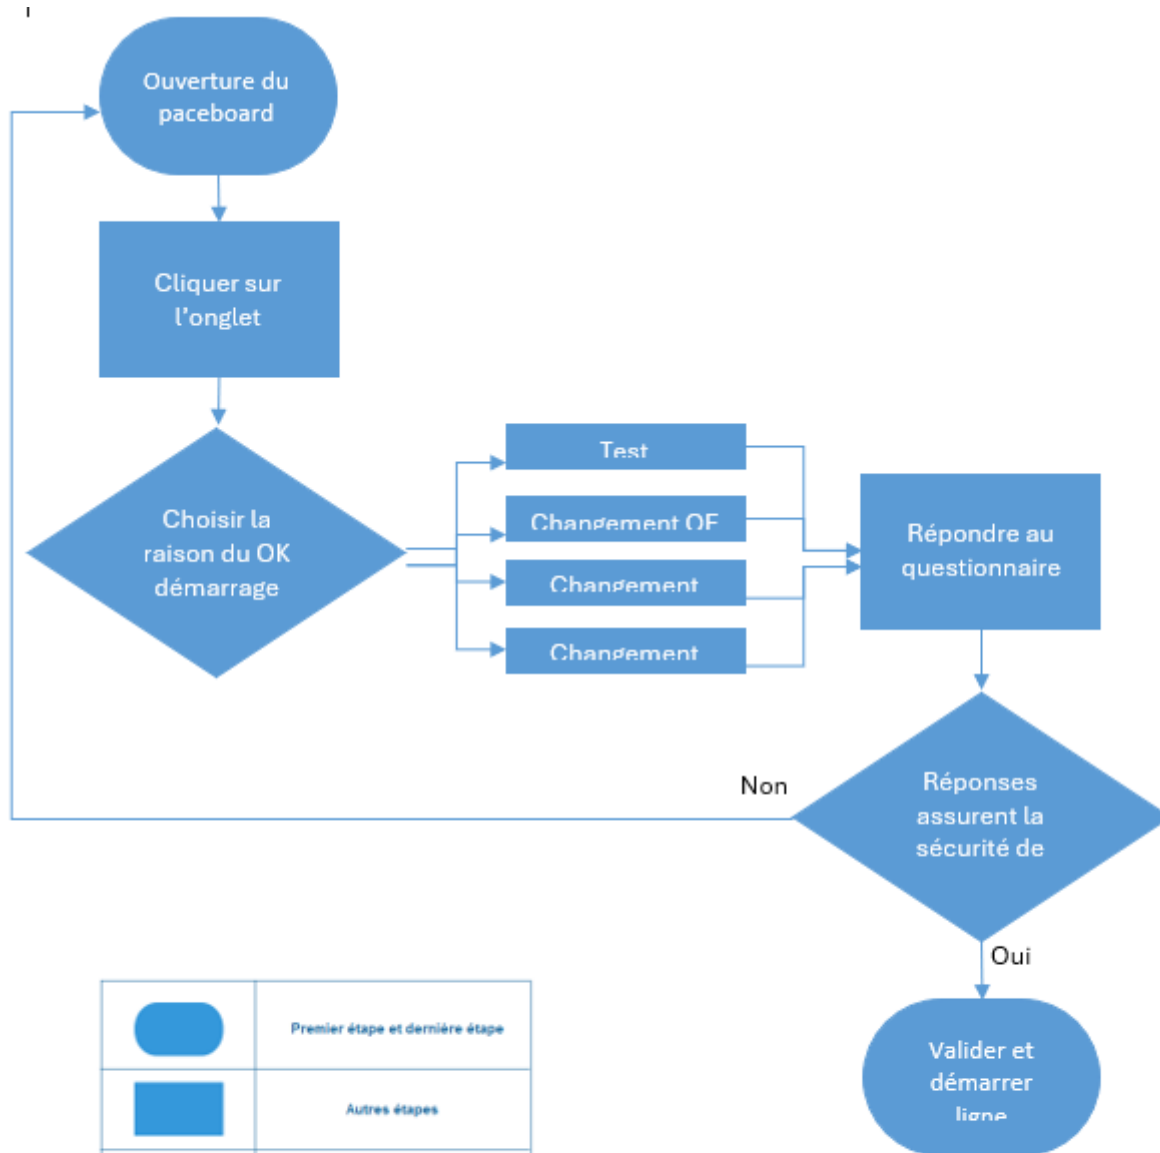 Ouverture du
paceboard
Cliquer sur
l'onglet
Choisir la
raison du OK
démarrage
Test
Changement OF
Changement
Changement
Répondre au
questionnaire
Non
Réponses
assurent la
sécurité de
Oui
Valider et
démarrer
ligne
Premier étape et dernière étape
Autres étapes